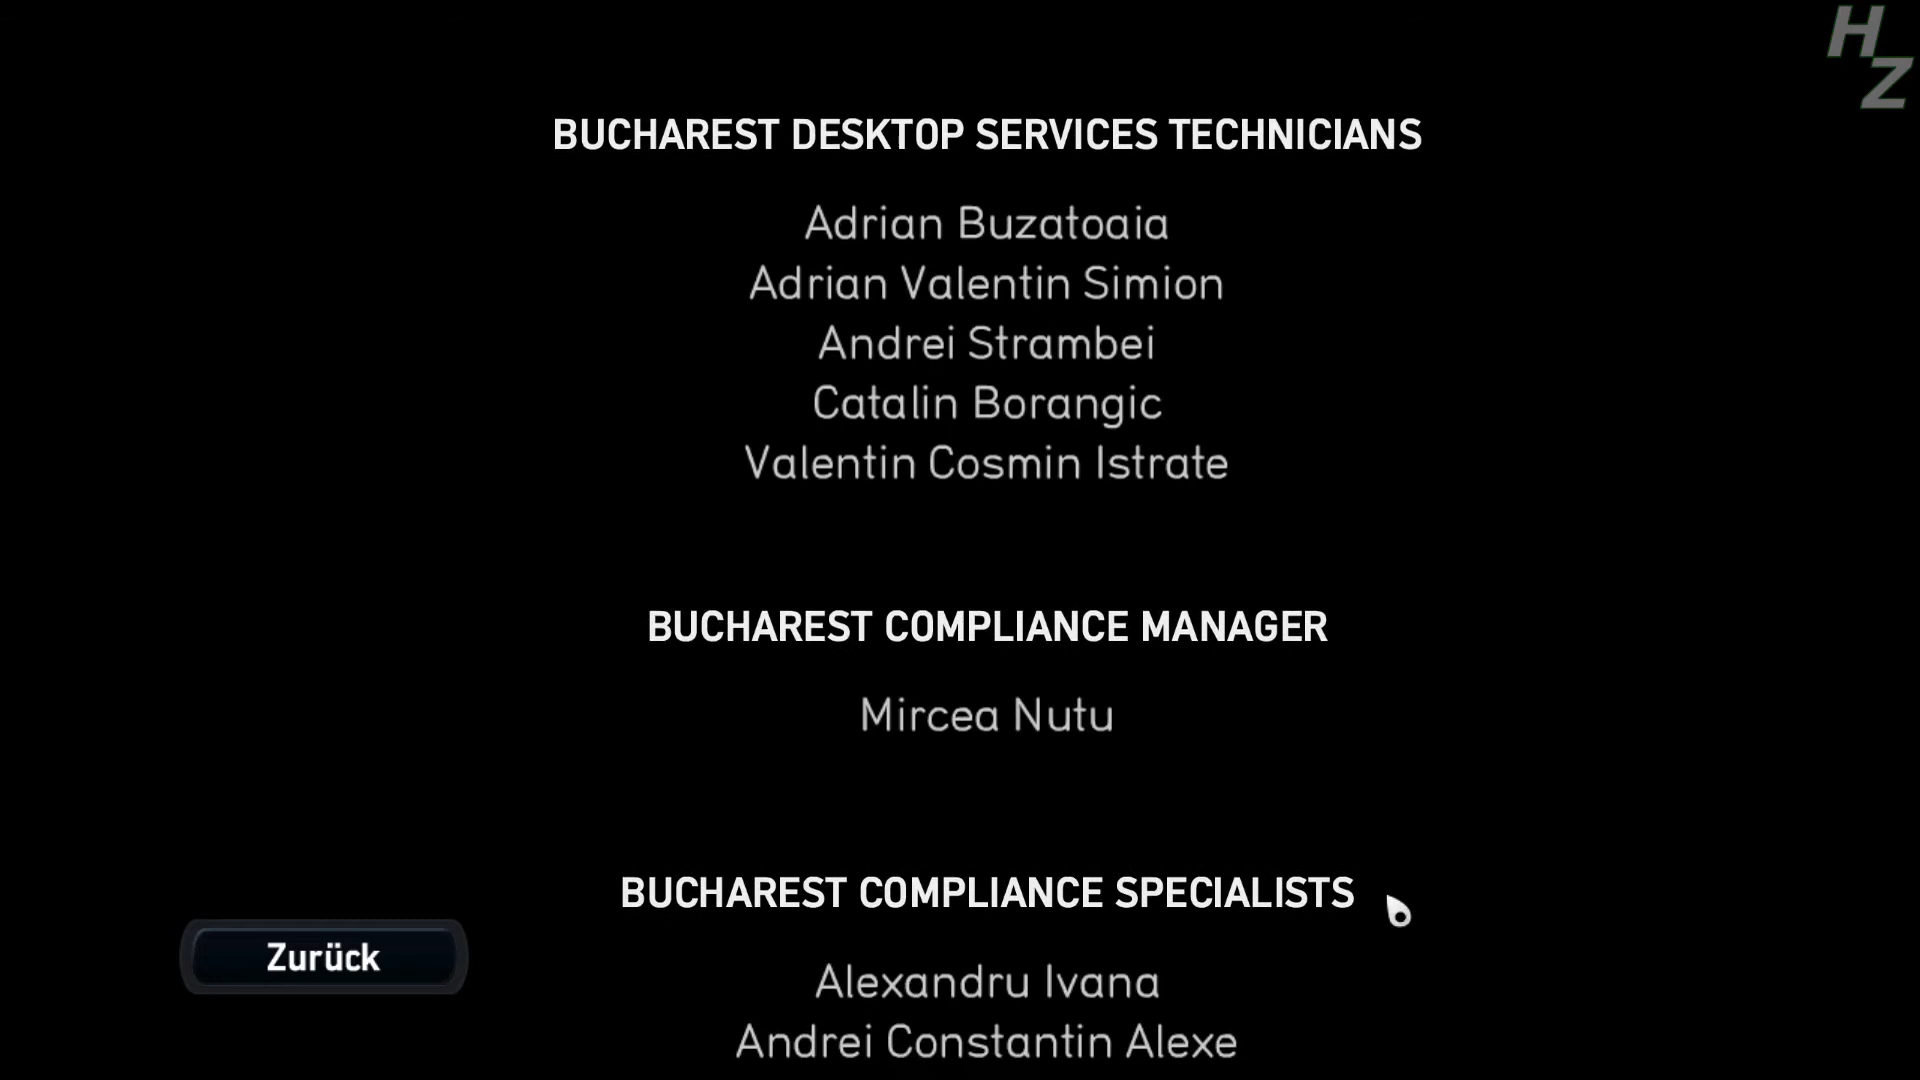 H
Z
BUCHAREST DESKTOP SERVICES TECHNICIANS
Adrian Buzatoaia
Adrian Valentin Simion
Andrei Strambei
Catalin Borangic
Valentin Cosmin Istrate
BUCHAREST COMPLIANCE MANAGER
Mircea Nutu
BUCHAREST COMPLIANCE SPECIALISTS
Zurück
Alexandru Ivana
Andrei Constantin Alexe